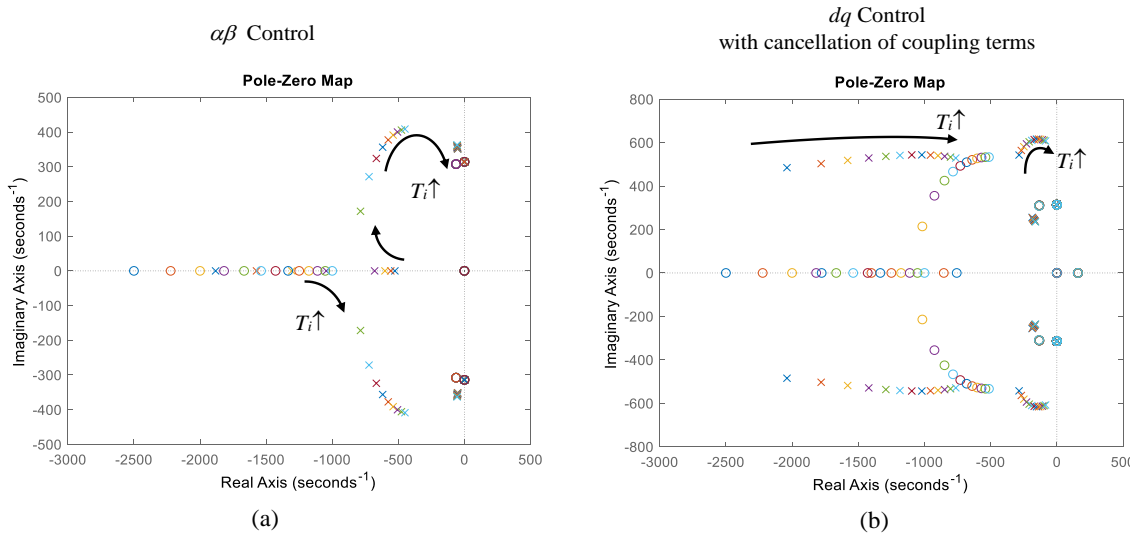 αβ Control
Pole-Zero Map
500
400
300
200
100
0
-100
-200
-300
-400
-500
Imaginary Axis (seconds-1)
-3000 -2500 -2000 -1500 -1000 -500 0 500
Real Axis (seconds-1)
Ti↑
Ti↑
(a)
dq Control
with cancellation of coupling terms
Pole-Zero Map
800
600
400
200
0
-200
-400
-600
-800
Imaginary Axis (seconds-1)
-3000 -2500 -2000 -1500 -1000 -500 0 500
Real Axis (seconds-1)
Ti↑
Ti↑
(b)